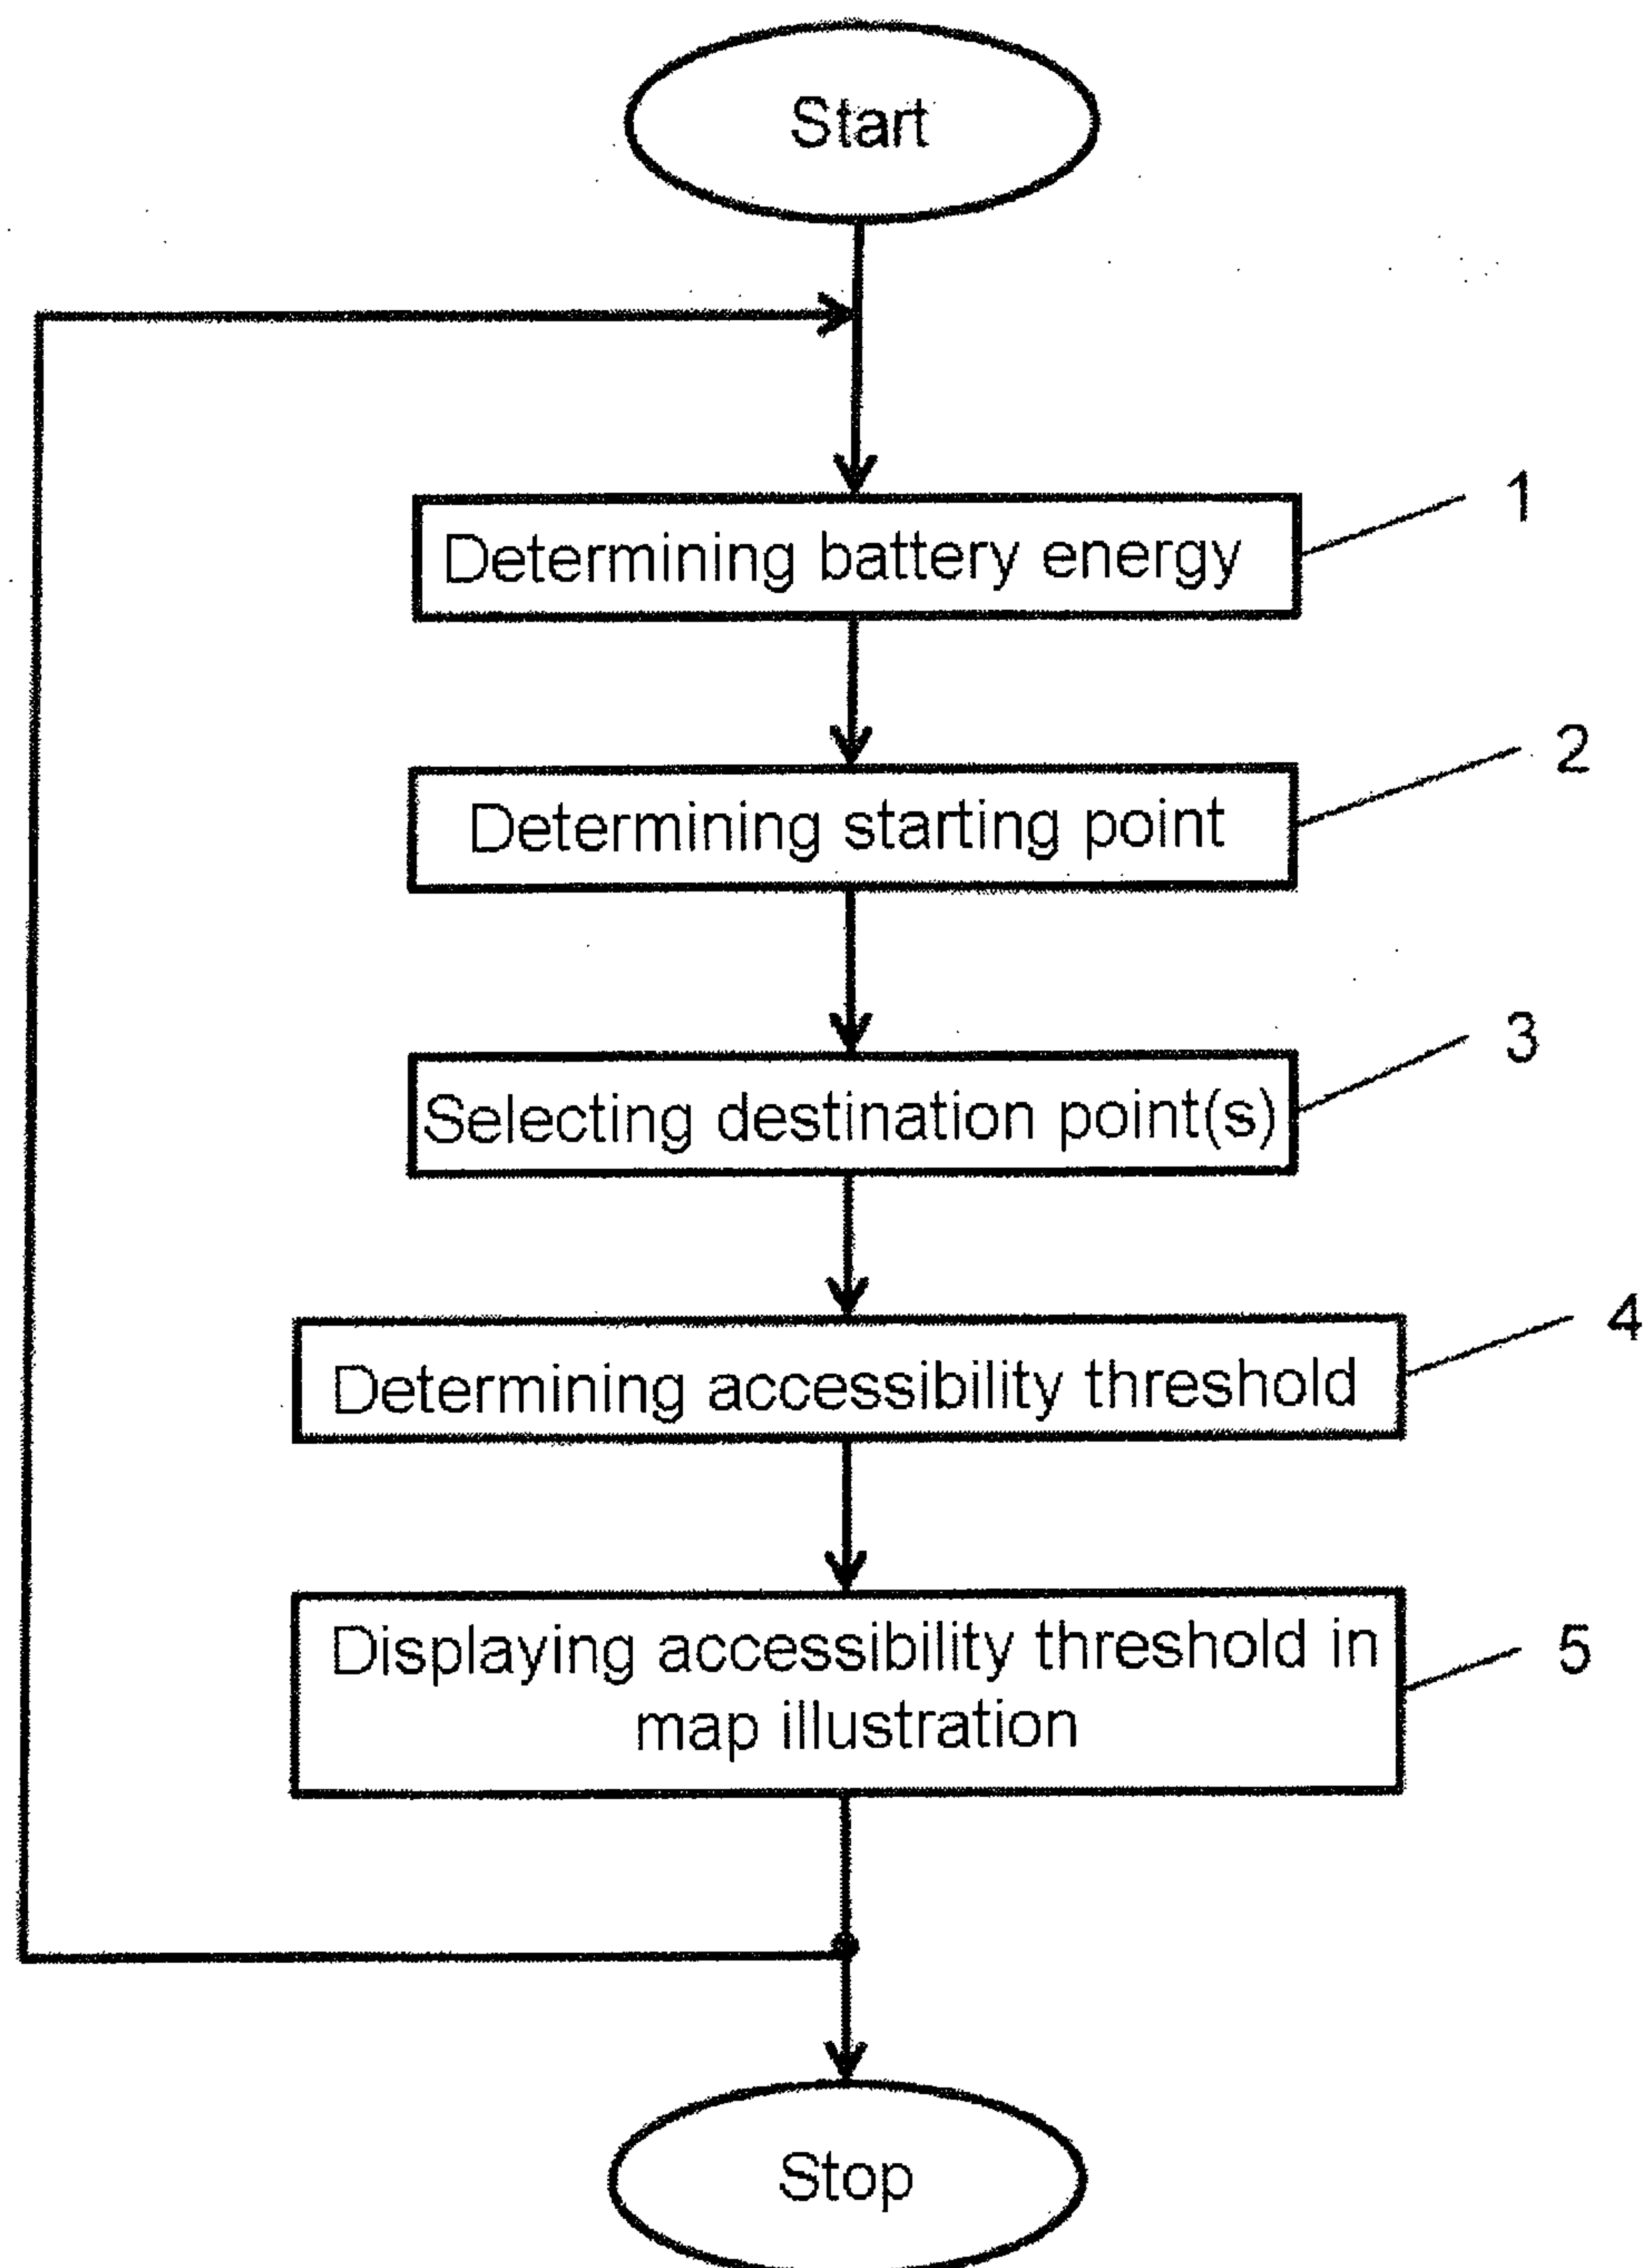 Start
Determining battery energy
1
Determining starting point
2
Selecting destination point(s)
3
Determining accessibility threshold
4
Displaying accessibility threshold in
map illustration
5
Stop